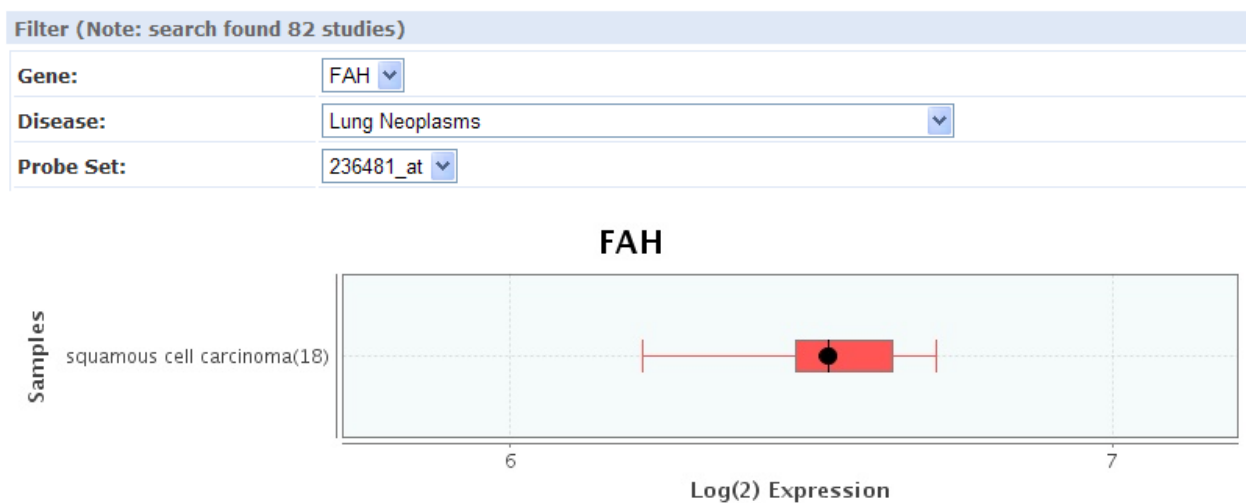 Filter (Note: search found 82 studies)
Gene: FAH
Disease: Lung Neoplasms
Probe Set: 236481_at
FAH
Samples
squamous cell carcinoma(18)
6 7
Log(2) Expression